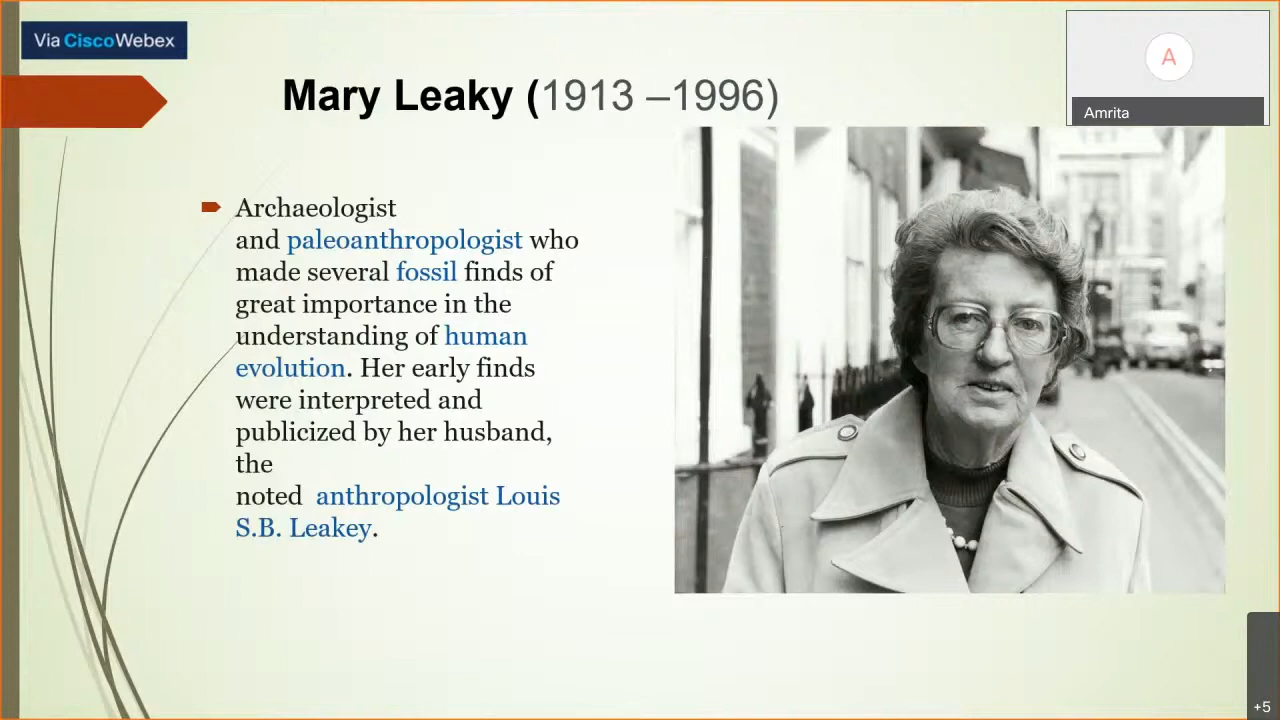 Via CiscoWebex
A
Amrita
Mary Leaky (1913 –1996)
Archaeologist
and paleoanthropologist who
made several fossil finds of
great importance in the
understanding of human
evolution. Her early finds
were interpreted and
publicized by her husband,
the
noted anthropologist Louis
S.B. Leakey.
+5